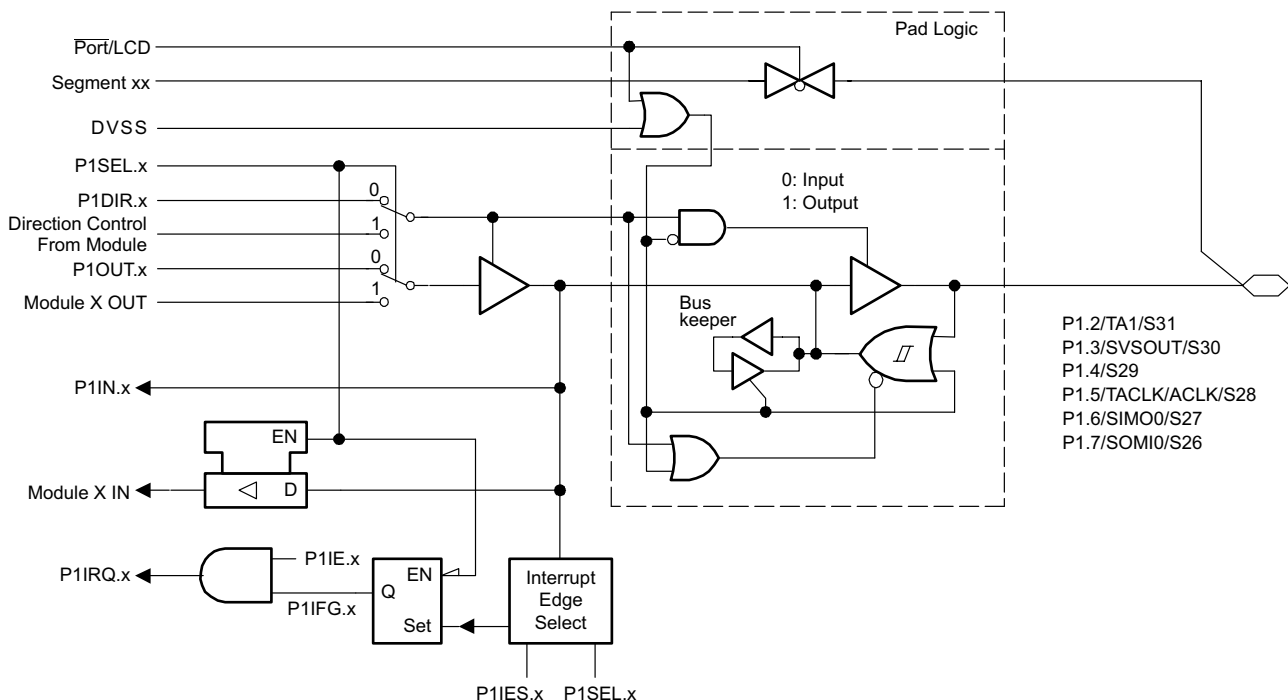 Pad Logic
Port/LCD
Segment xx
DVSS
P1SEL.x
P1DIR.x
0
Direction Control
From Module
1
P1OUT.x
0
Module X OUT
1
0: Input
1: Output
Bus
keeper
P1.2/TA1/S31
P1.3/SVSOUT/S30
P1.4/S29
P1.5/TACLK/ACLK/S28
P1.6/SIMO0/S27
P1.7/SOMI0/S26
P1IN.x
EN
Module X IN
D
P1IRQ.x
P1IE.x
P1IFG.x
EN
Q
Set
Interrupt
Edge
Select
P1IES.x
P1SEL.x